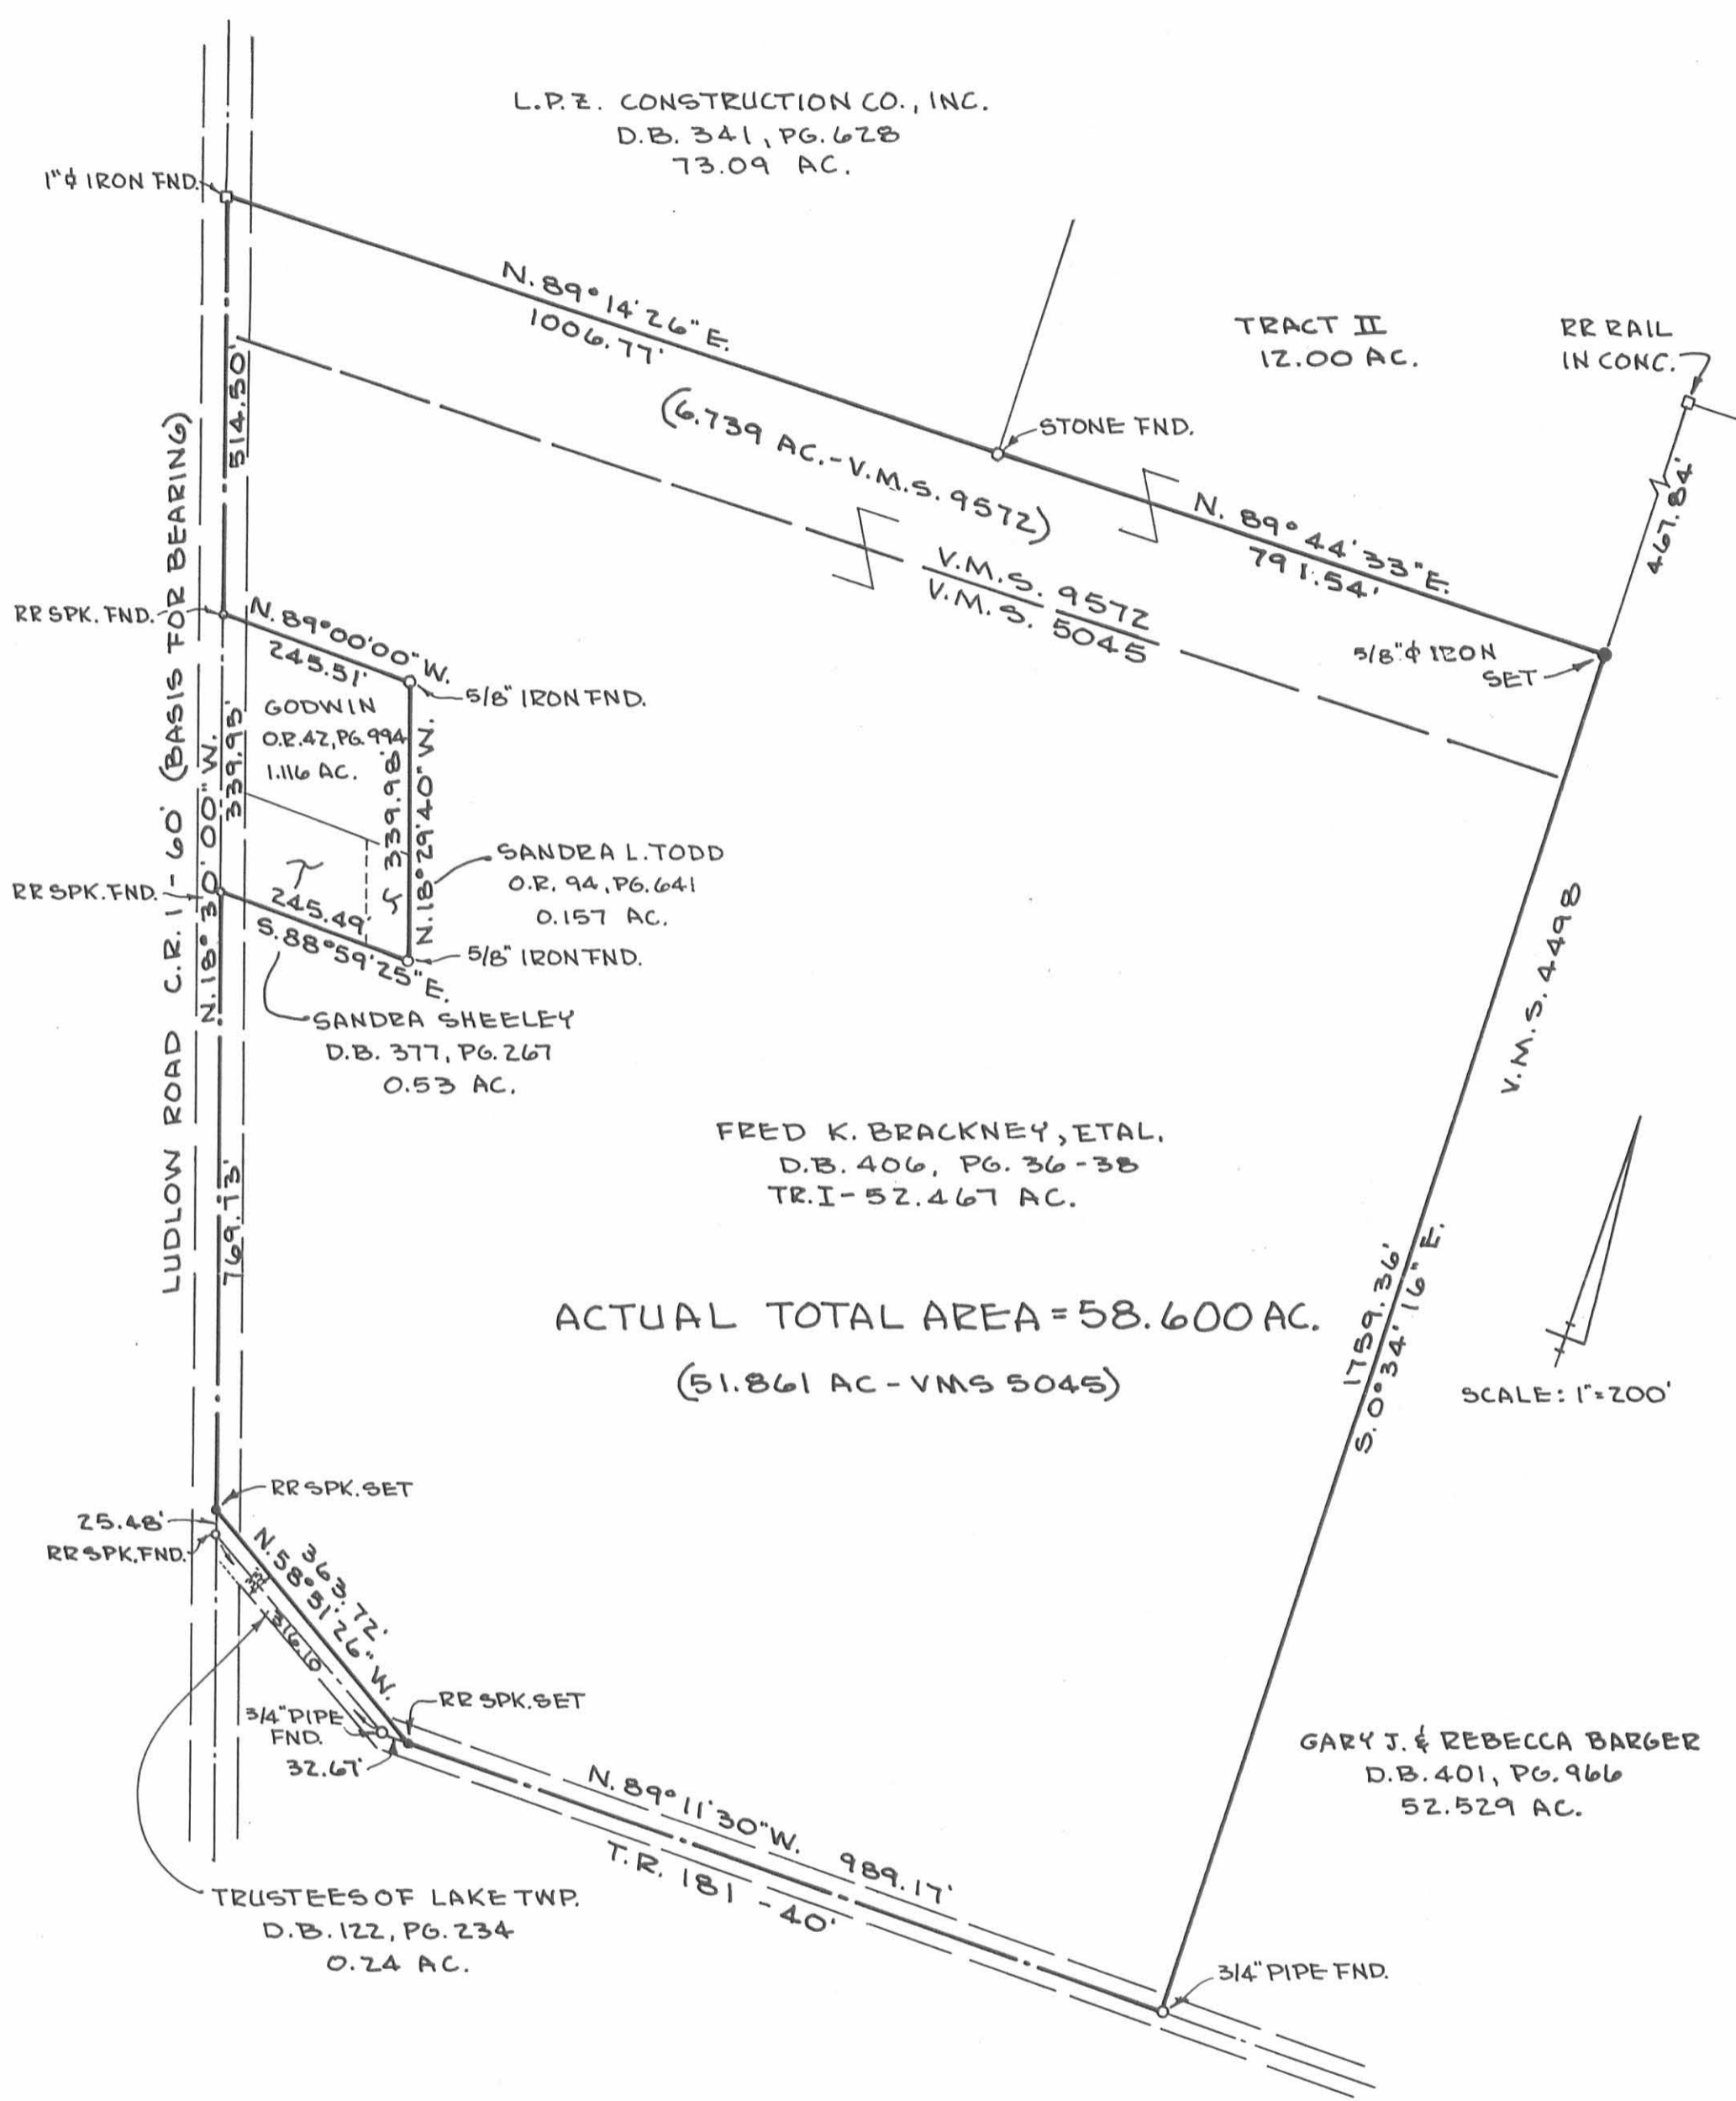 L.P.Z. CONSTRUCTION CO., INC.
D.B. 341, PG. 628
73.09 AC.
1"⌀ IRON FND.
N. 89° 14' 26" E.
1006.77'
TRACT II
12.00 AC.
RR RAIL
IN CONC.
467.84'
STONE FND.
(6.739 AC.-V.M.S. 9572)
N. 89° 44' 33" E.
791.54'
V.M.S. 9572
V.M.S. 5045
5/8"⌀ IRON
SET
514.50'
LUDLOW ROAD C.R. 1 - 60' (BASIS FOR BEARING)
N. 18° 30' 00" W.
RR SPK. FND.
N. 89° 00' 00" W.
245.51'
5/8" IRON FND.
GODWIN
O.R. 42, PG. 994
1.116 AC.
339.95'
339.98'
N. 18° 29' 40" W.
SANDRA L. TODD
O.R. 94, PG. 641
0.157 AC.
RR SPK. FND.
245.49'
S. 88° 59' 25" E.
5/8" IRON FND.
SANDRA SHEELEY
D.B. 377, PG. 267
0.53 AC.
V.M.S. 4498
FRED K. BRACKNEY, ETAL.
D.B. 406, PG. 36-38
TR. I - 52.467 AC.
769.73'
ACTUAL TOTAL AREA = 58.600 AC.
(51.861 AC - VMS 5045)
1759.36'
S. 0° 34' 16" E.
SCALE: 1"=200'
RR SPK. SET
25.48'
RR SPK. FND.
363.72'
N. 58° 51' 26" W.
33'
316.10
RR SPK. SET
3/4" PIPE
FND.
32.67'
N. 89° 11' 30" W. 989.17'
T.R. 181 - 40'
GARY J. & REBECCA BARGER
D.B. 401, PG. 966
52.529 AC.
TRUSTEES OF LAKE TWP.
D.B. 122, PG. 234
0.24 AC.
3/4" PIPE FND.